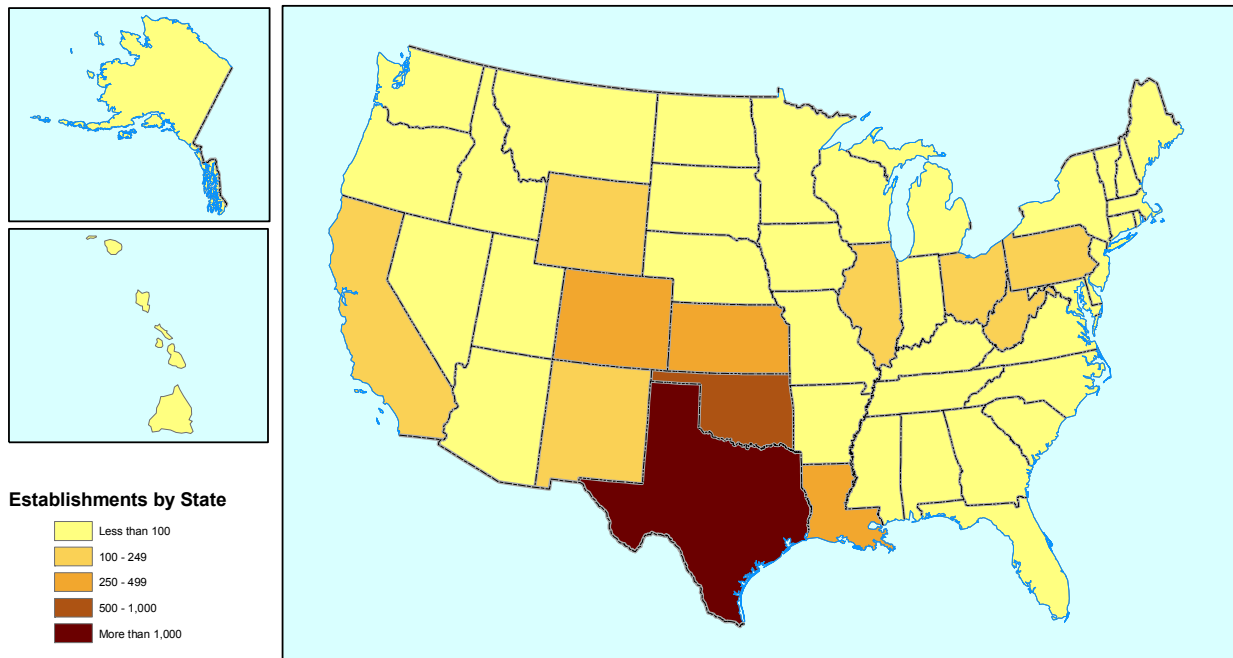 Establishments by State
Less than 100
100 - 249
250 - 499
500 - 1,000
More than 1,000